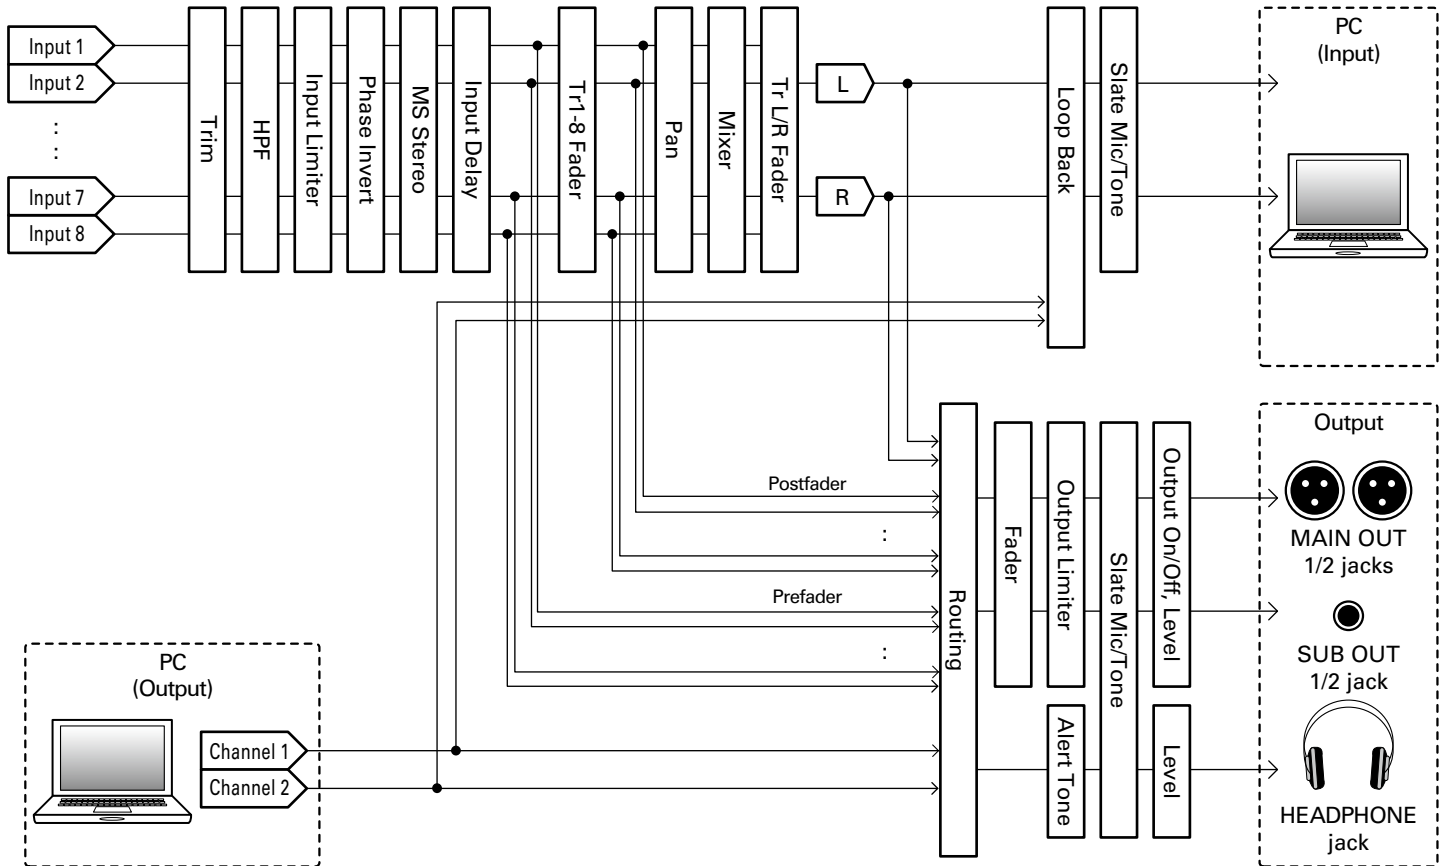 Input 1
Input 2
:
:
Input 7
Input 8
Trim
HPF
Input Limiter
Phase Invert
MS Stereo
Input Delay
Tr1-8 Fader
Pan
Mixer
Tr L/R Fader
L
R
Loop Back
Slate Mic/Tone
PC
(Input)
Postfader
:
Prefader
:
Routing
Fader
Output Limiter
Alert Tone
Slate Mic/Tone
Output On/Off, Level
Level
Output
MAIN OUT
1/2 jacks
SUB OUT
1/2 jack
HEADPHONE
jack
PC
(Output)
Channel 1
Channel 2